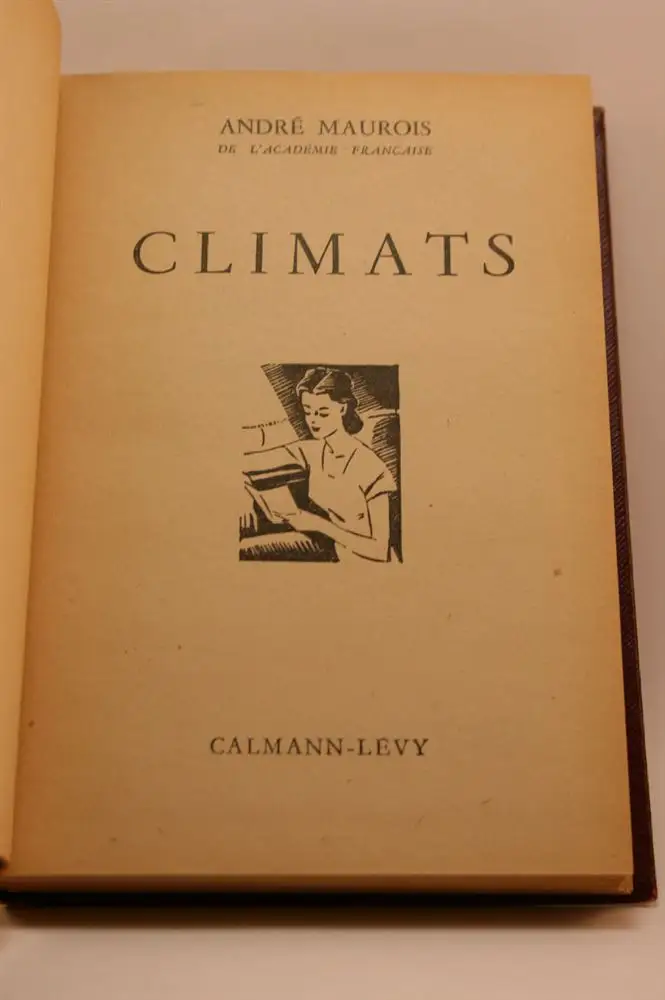 ANDRÉ MAUROIS
DE L'ACADÉMIE FRANÇAISE
CLIMATS
CALMANN-LÉVY